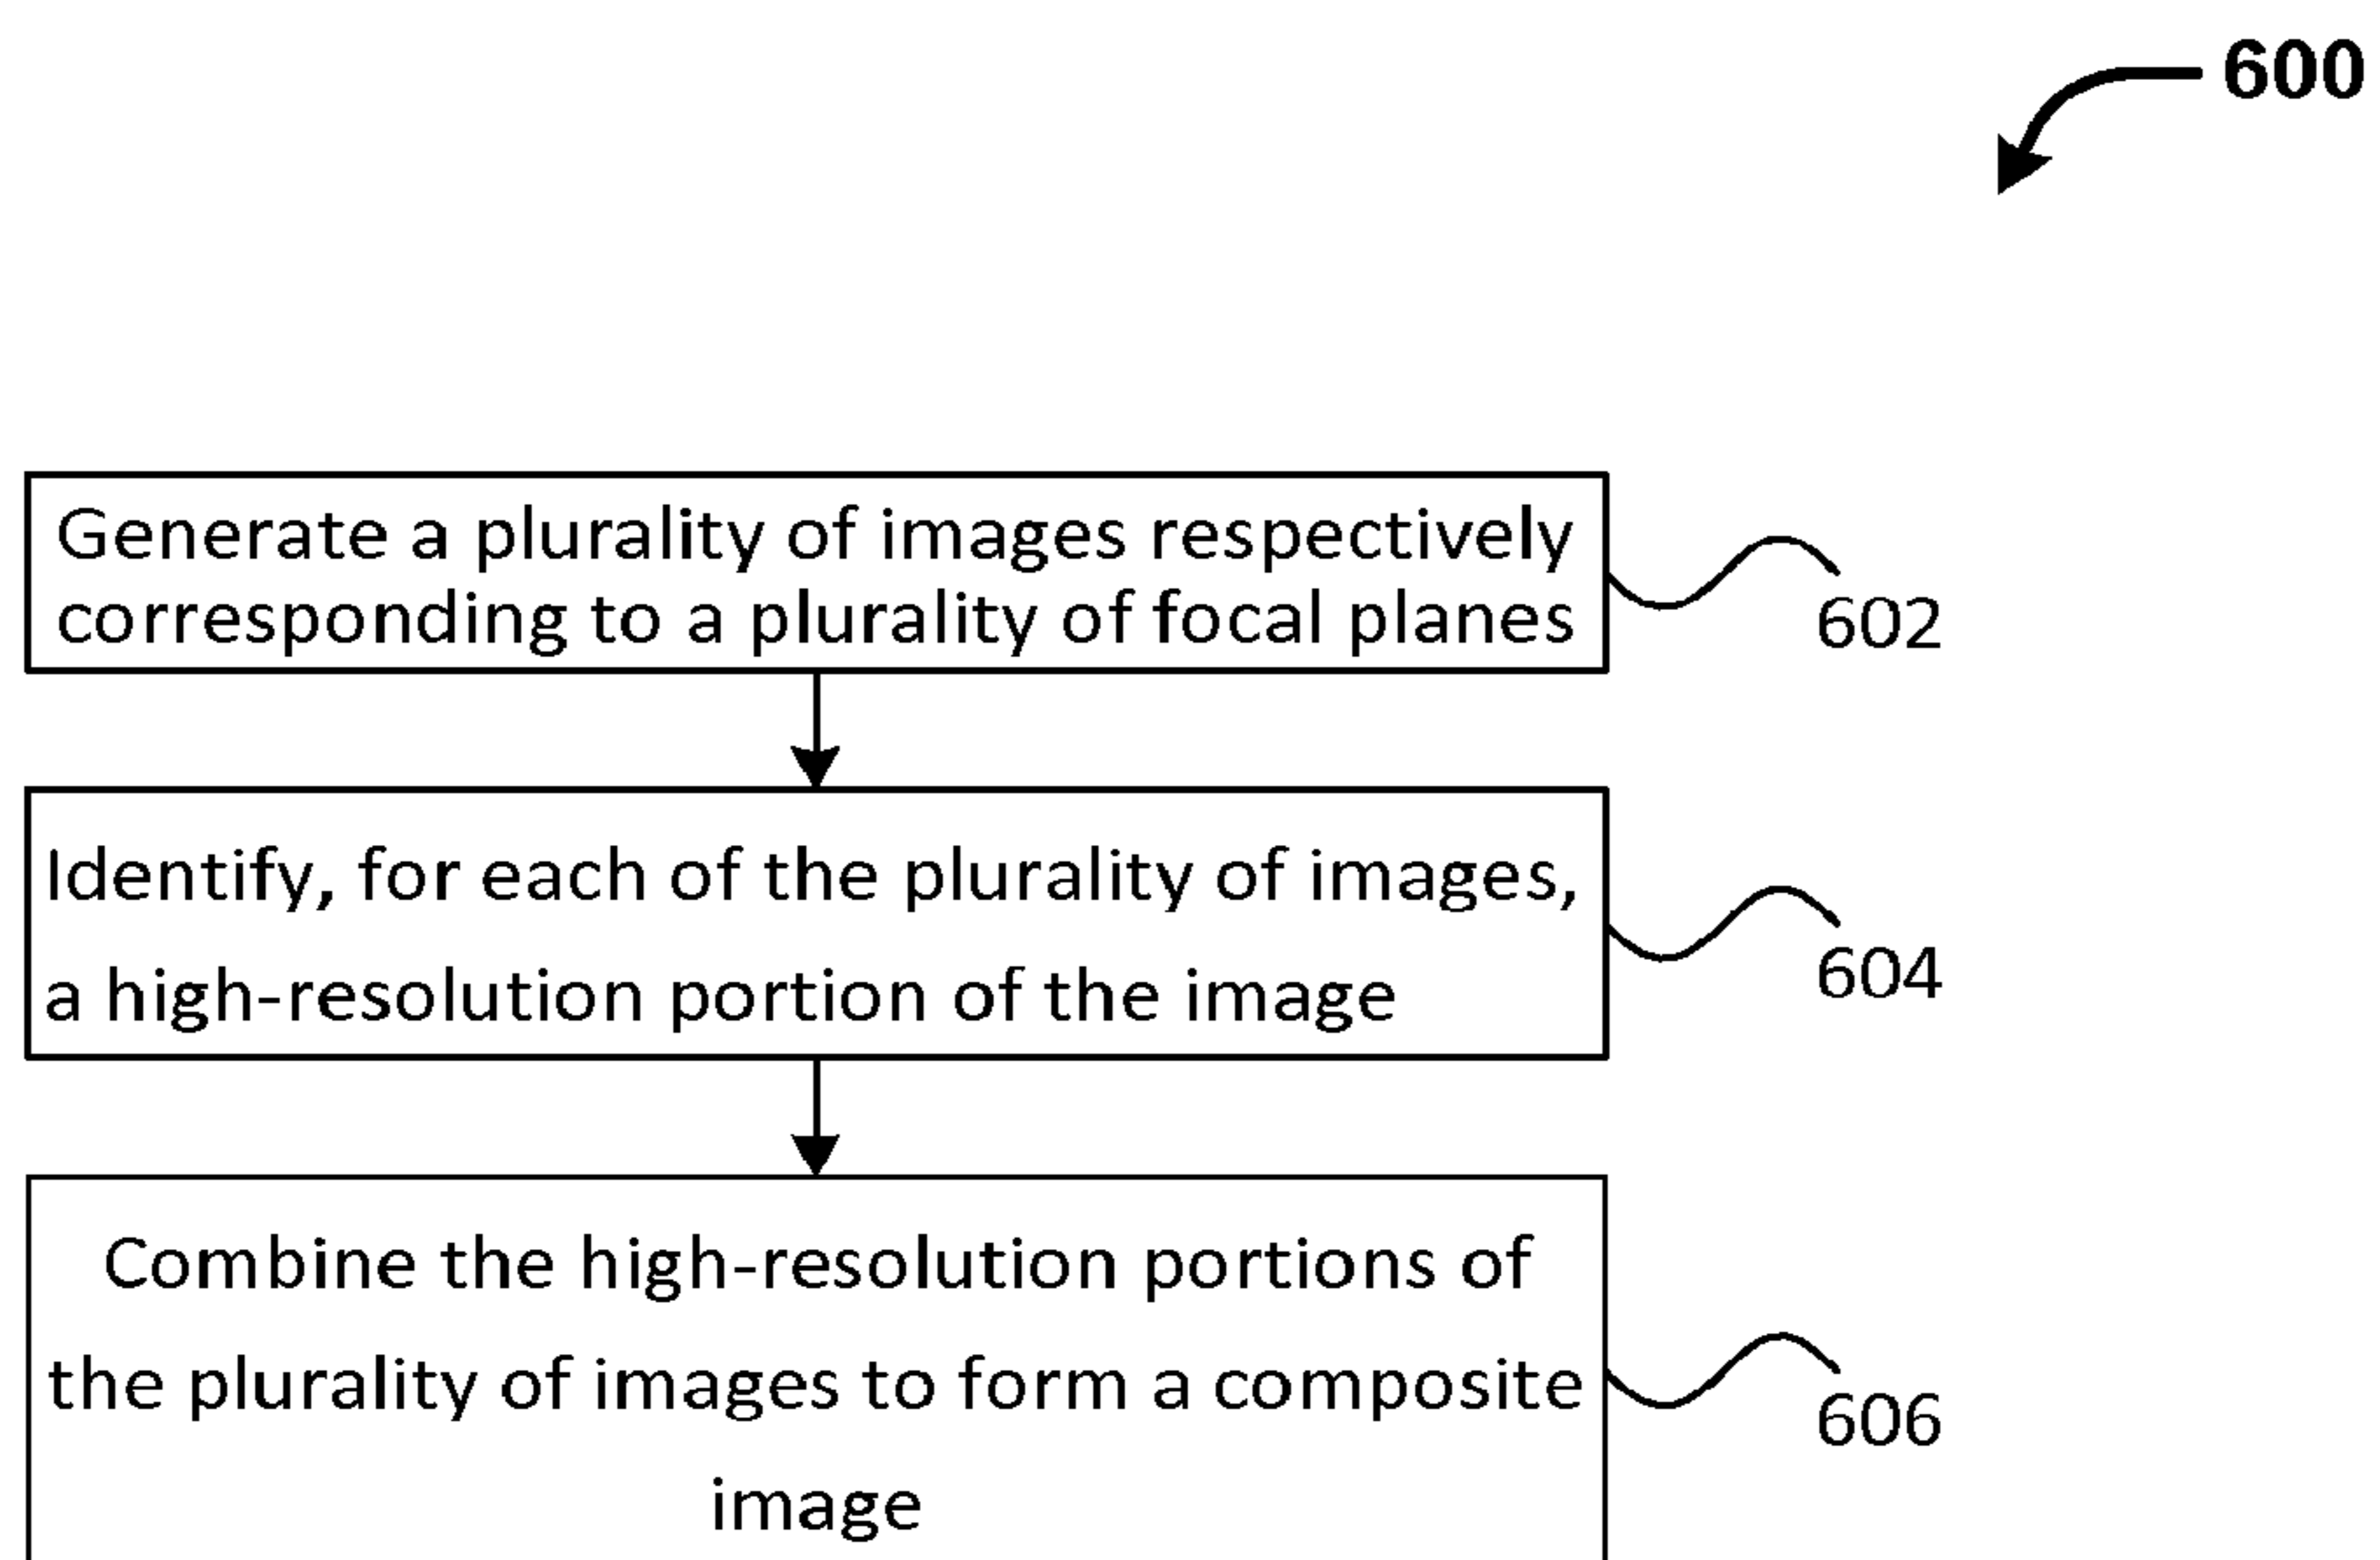 600
Generate a plurality of images respectively
corresponding to a plurality of focal planes
602
Identify, for each of the plurality of images,
a high-resolution portion of the image
604
Combine the high-resolution portions of
the plurality of images to form a composite
image
606